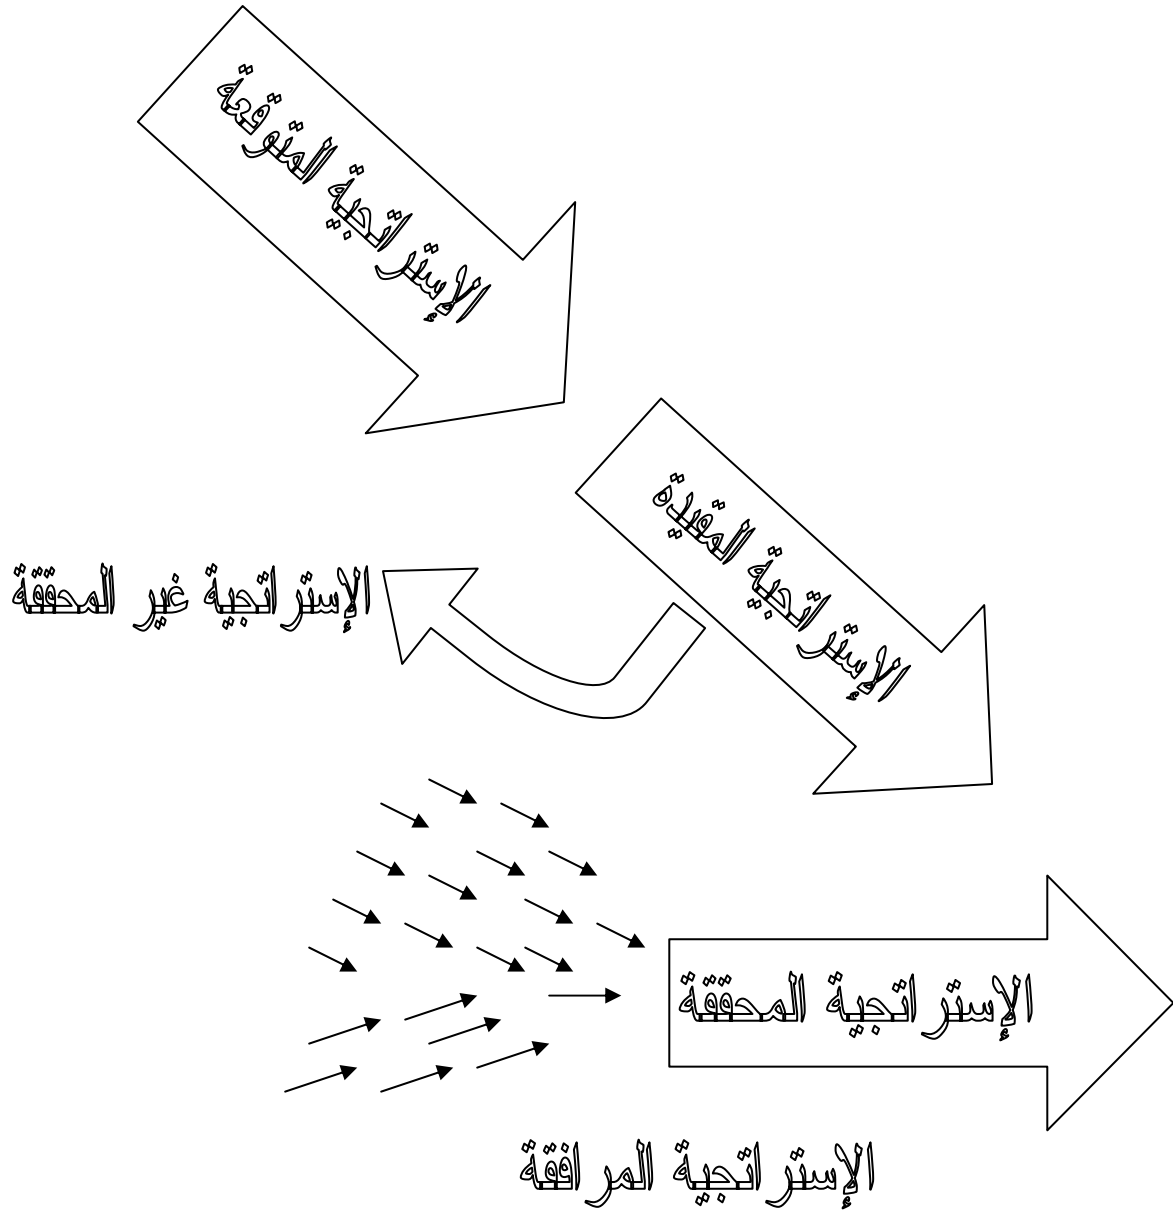 الإستراتجية المتوقعة
الإستراتجية المقيدة
الإستراتجية غير المحققة
الإستراتجية المحققة
الإستراتجية المرافقة